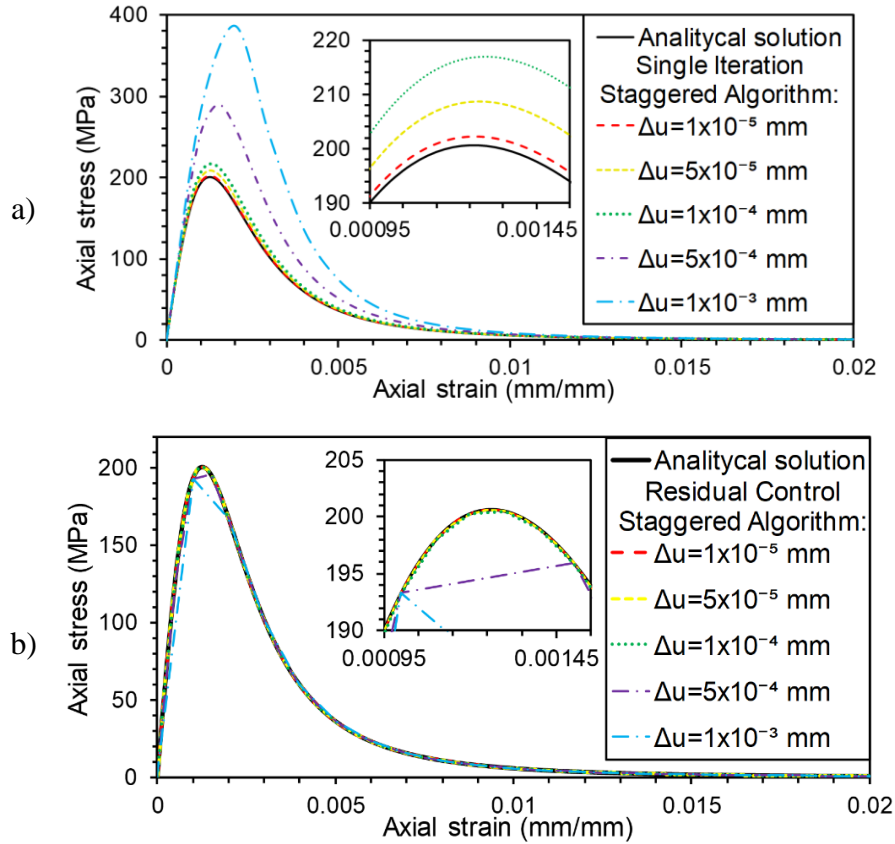 a)
Axial stress (MPa)
400
300
200
100
0
220
210
200
190
0.00095
0.00145
Analitycal solution
Single Iteration
Staggered Algorithm:
Δu=1x10⁻⁵ mm
Δu=5x10⁻⁵ mm
Δu=1x10⁻⁴ mm
Δu=5x10⁻⁴ mm
Δu=1x10⁻³ mm
0
0.005
0.01
0.015
0.02
Axial strain (mm/mm)
b)
Axial stress (MPa)
200
150
100
50
0
205
200
195
190
0.00095
0.00145
Analitycal solution
Residual Control
Staggered Algorithm:
Δu=1x10⁻⁵ mm
Δu=5x10⁻⁵ mm
Δu=1x10⁻⁴ mm
Δu=5x10⁻⁴ mm
Δu=1x10⁻³ mm
0
0.005
0.01
0.015
0.02
Axial strain (mm/mm)